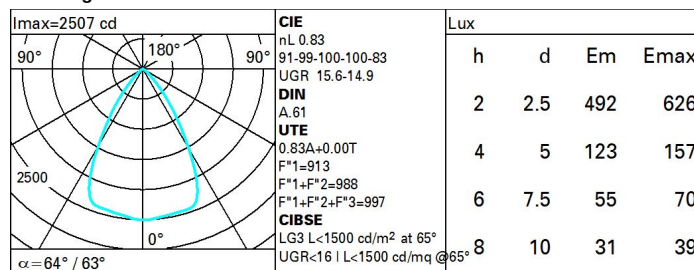 Imax=2507 cd
90°
180°
90°
2500
0°
α=64° / 63°
CIE
nL 0.83
91-99-100-100-83
UGR 15.6-14.9
DIN
A.61
UTE
0.83A+0.00T
F"1=913
F"1+F"2=988
F"1+F"2+F"3=997
CIBSE
LG3 L<1500 cd/m² at 65°
UGR<16 | L<1500 cd/mq @65°
Lux
h d Em Emax
2 2.5 492 626
4 5 123 157
6 7.5 55 70
8 10 31 39